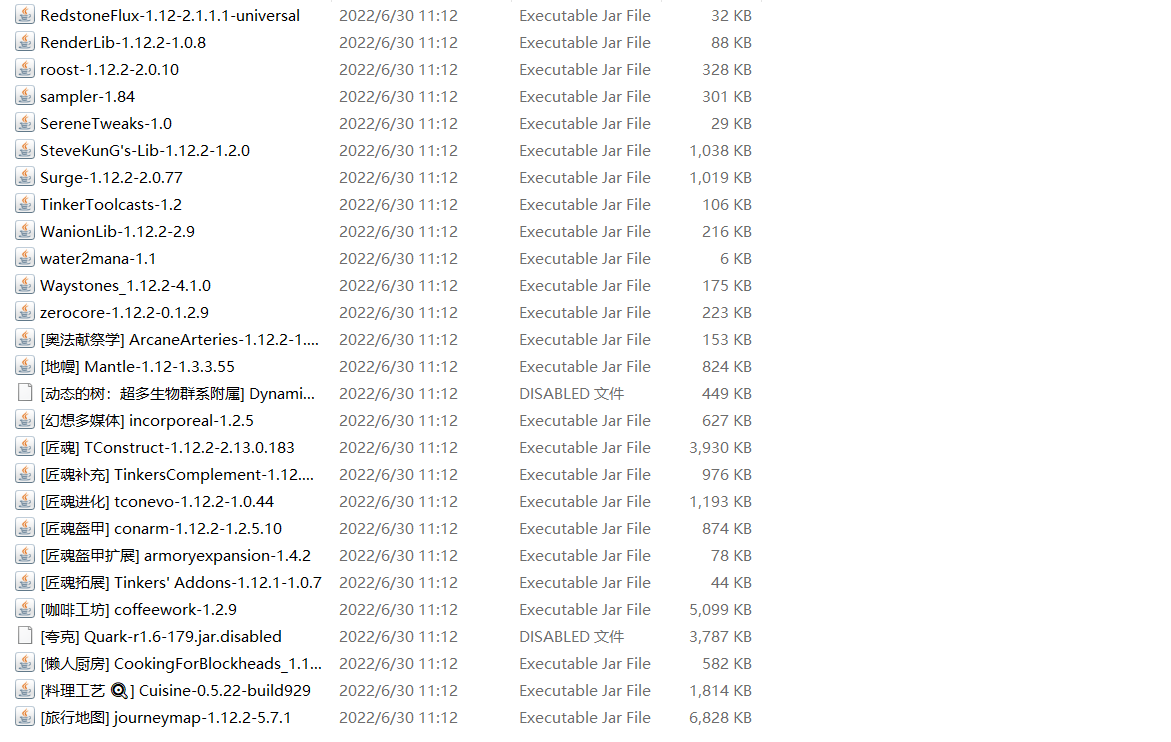 RedstoneFlux-1.12-2.1.1.1-universal 2022/6/30 11:12 Executable Jar File 32 KB
RenderLib-1.12.2-1.0.8 2022/6/30 11:12 Executable Jar File 88 KB
roost-1.12.2-2.0.10 2022/6/30 11:12 Executable Jar File 328 KB
sampler-1.84 2022/6/30 11:12 Executable Jar File 301 KB
SereneTweaks-1.0 2022/6/30 11:12 Executable Jar File 29 KB
SteveKunG's-Lib-1.12.2-1.2.0 2022/6/30 11:12 Executable Jar File 1,038 KB
Surge-1.12.2-2.0.77 2022/6/30 11:12 Executable Jar File 1,019 KB
TinkerToolcasts-1.2 2022/6/30 11:12 Executable Jar File 106 KB
WanionLib-1.12.2-2.9 2022/6/30 11:12 Executable Jar File 216 KB
water2mana-1.1 2022/6/30 11:12 Executable Jar File 6 KB
Waystones_1.12.2-4.1.0 2022/6/30 11:12 Executable Jar File 175 KB
zerocore-1.12.2-0.1.2.9 2022/6/30 11:12 Executable Jar File 223 KB
[奥法献祭学] ArcaneArteries-1.12.2-1.... 2022/6/30 11:12 Executable Jar File 153 KB
[地幔] Mantle-1.12-1.3.3.55 2022/6/30 11:12 Executable Jar File 824 KB
[动态的树：超多生物群系附属] Dynami... 2022/6/30 11:12 DISABLED 文件 449 KB
[幻想多媒体] incorporeal-1.2.5 2022/6/30 11:12 Executable Jar File 627 KB
[匠魂] TConstruct-1.12.2-2.13.0.183 2022/6/30 11:12 Executable Jar File 3,930 KB
[匠魂补充] TinkersComplement-1.12.... 2022/6/30 11:12 Executable Jar File 976 KB
[匠魂进化] tconevo-1.12.2-1.0.44 2022/6/30 11:12 Executable Jar File 1,193 KB
[匠魂盔甲] conarm-1.12.2-1.2.5.10 2022/6/30 11:12 Executable Jar File 874 KB
[匠魂盔甲扩展] armoryexpansion-1.4.2 2022/6/30 11:12 Executable Jar File 78 KB
[匠魂拓展] Tinkers' Addons-1.12.1-1.0.7 2022/6/30 11:12 Executable Jar File 44 KB
[咖啡工坊] coffeework-1.2.9 2022/6/30 11:12 Executable Jar File 5,099 KB
[夸克] Quark-r1.6-179.jar.disabled 2022/6/30 11:12 DISABLED 文件 3,787 KB
[懒人厨房] CookingForBlockheads_1.1... 2022/6/30 11:12 Executable Jar File 582 KB
[料理工艺 🍳] Cuisine-0.5.22-build929 2022/6/30 11:12 Executable Jar File 1,814 KB
[旅行地图] journeymap-1.12.2-5.7.1 2022/6/30 11:12 Executable Jar File 6,828 KB